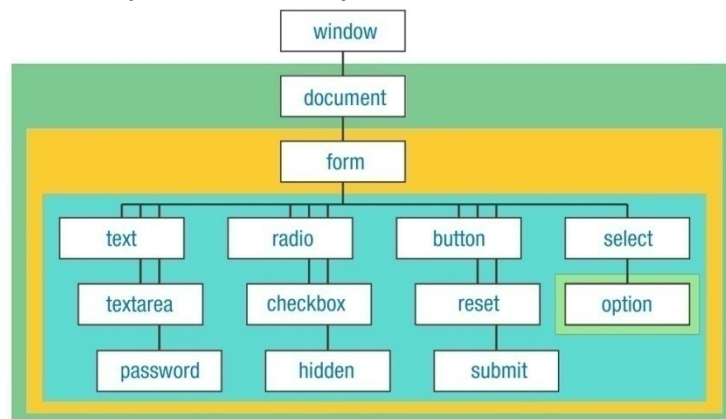 window
document
form
text radio button select
textarea checkbox reset option
password hidden submit